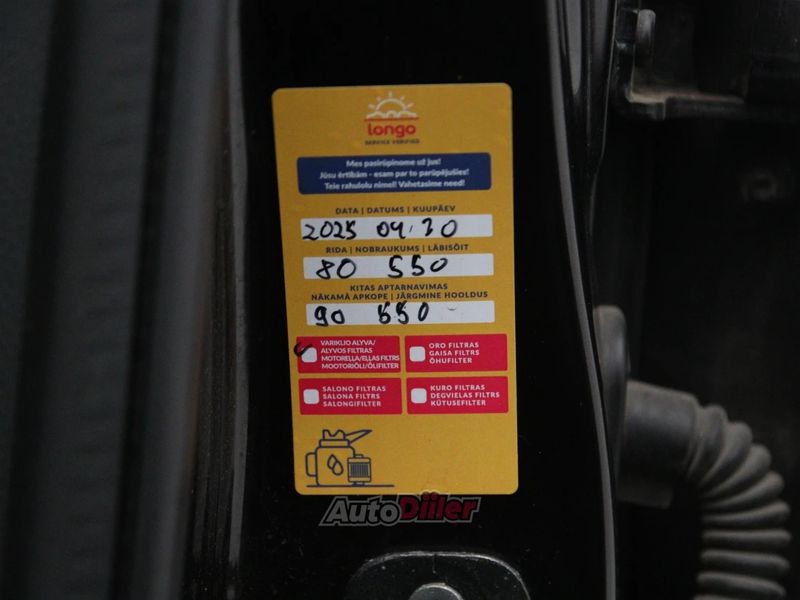 longo
SERVICE VERIFIED
Mes pasirūpinome už jus!
Jūsu ērtībām - esam par to parūpējušies!
Teie rahulolu nimel! Vahetasime need!
DATA | DATUMS | KUUPÄEV
2025 04.30
RIDA | NOBRAUKUMS | LÄBISÕIT
80 550
KITAS APTARNAVIMAS
NĀKAMĀ APKOPE | JÄRGMINE HOOLDUS
90 550
VARIKLIO ALYVA/
ALYVOS FILTRAS
MOTOREĻĻA/EĻĻAS FILTRS
MOOTORIÕLI/ÕLIFILTER
ORO FILTRAS
GAISA FILTRS
ÕHUFILTER
SALONO FILTRAS
SALONA FILTRS
SALONGIFILTER
KURO FILTRAS
DEGVIELAS FILTRS
KÜTUSEFILTER
AutoDiiler